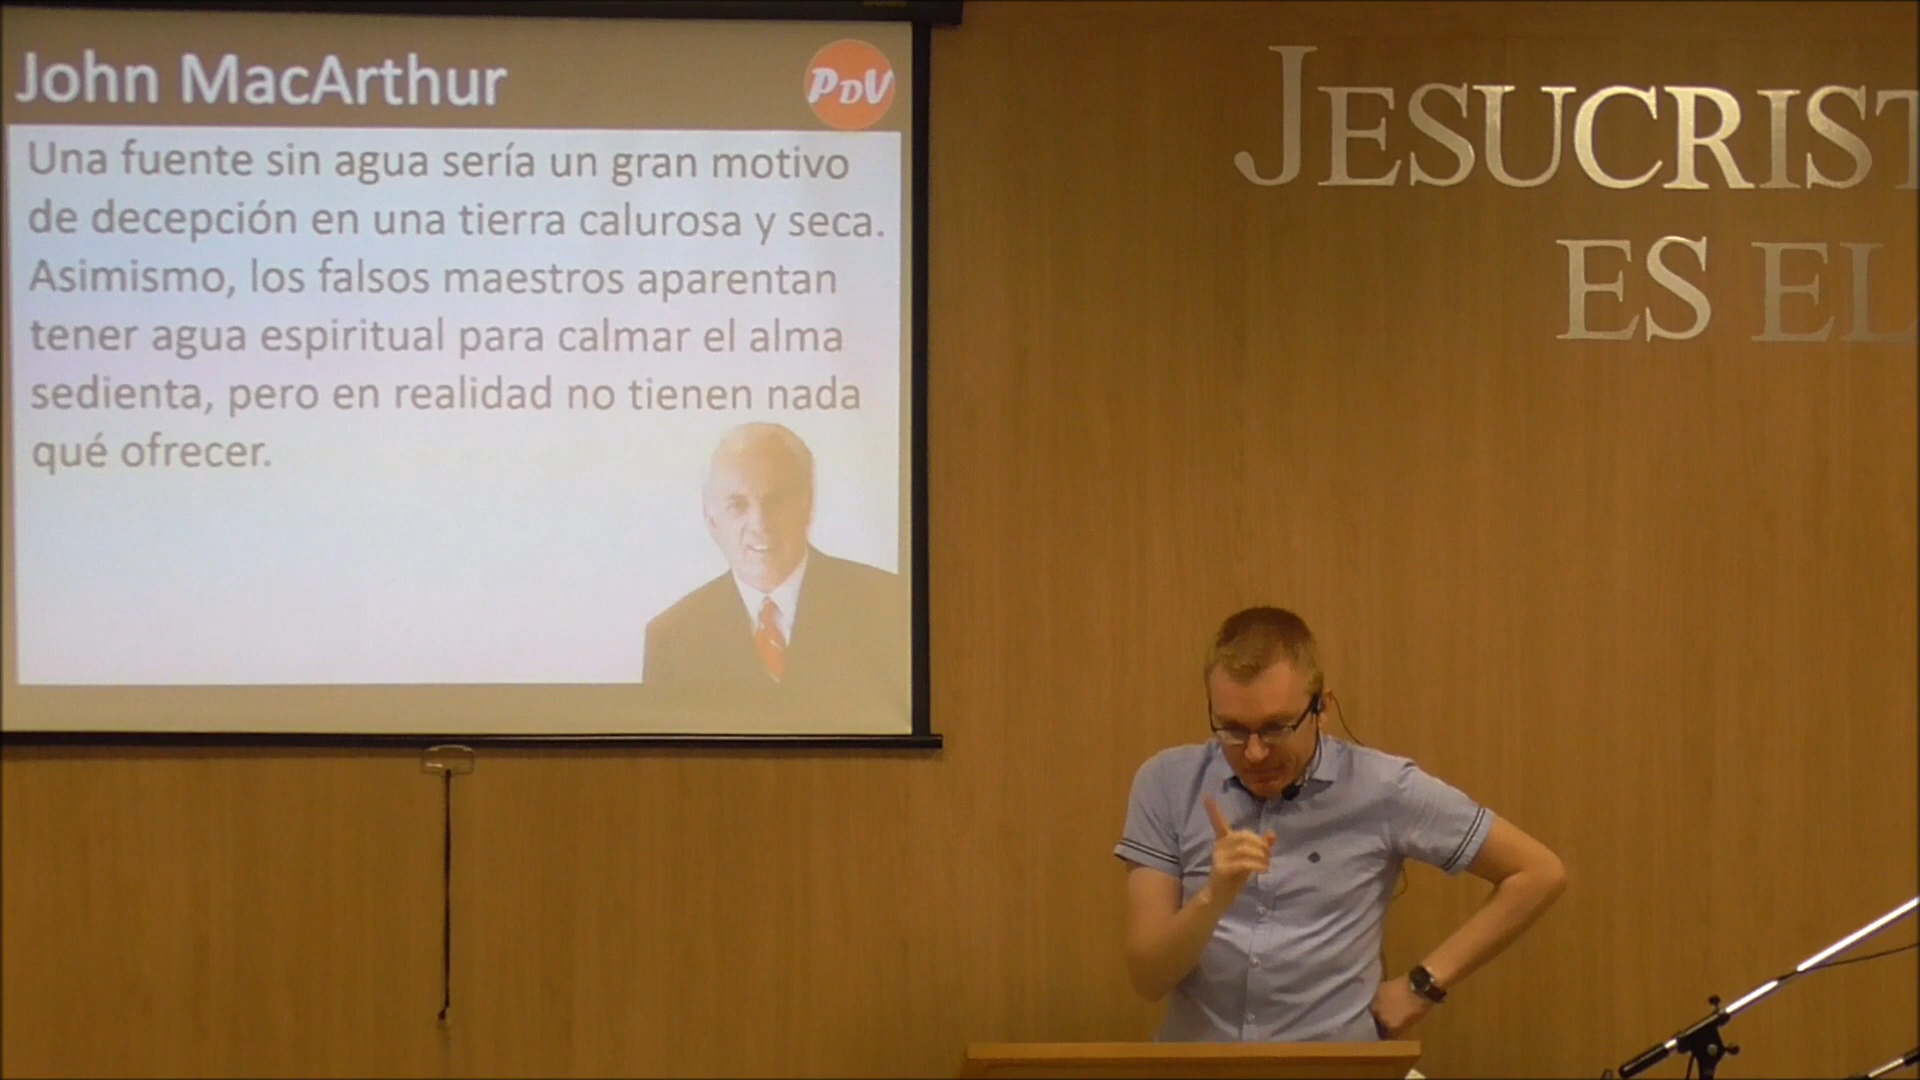 John MacArthur
PDV
Una fuente sin agua sería un gran motivo
de decepción en una tierra calurosa y seca.
Asimismo, los falsos maestros aparentan
tener agua espiritual para calmar el alma
sedienta, pero en realidad no tienen nada
qué ofrecer.
JESUCRIST
ES EL